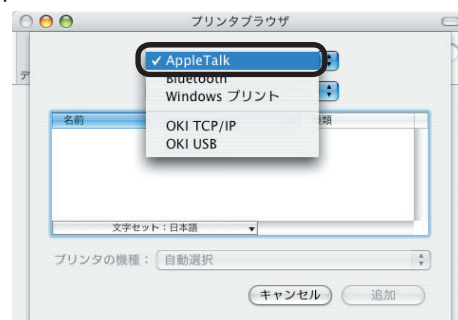 プリンタブラウザ
✓ AppleTalk
デ
Bluetooth
Windows プリント
名前
類
OKI TCP/IP
OKI USB
文字セット：日本語
プリンタの機種： 自動選択
キャンセル 追加